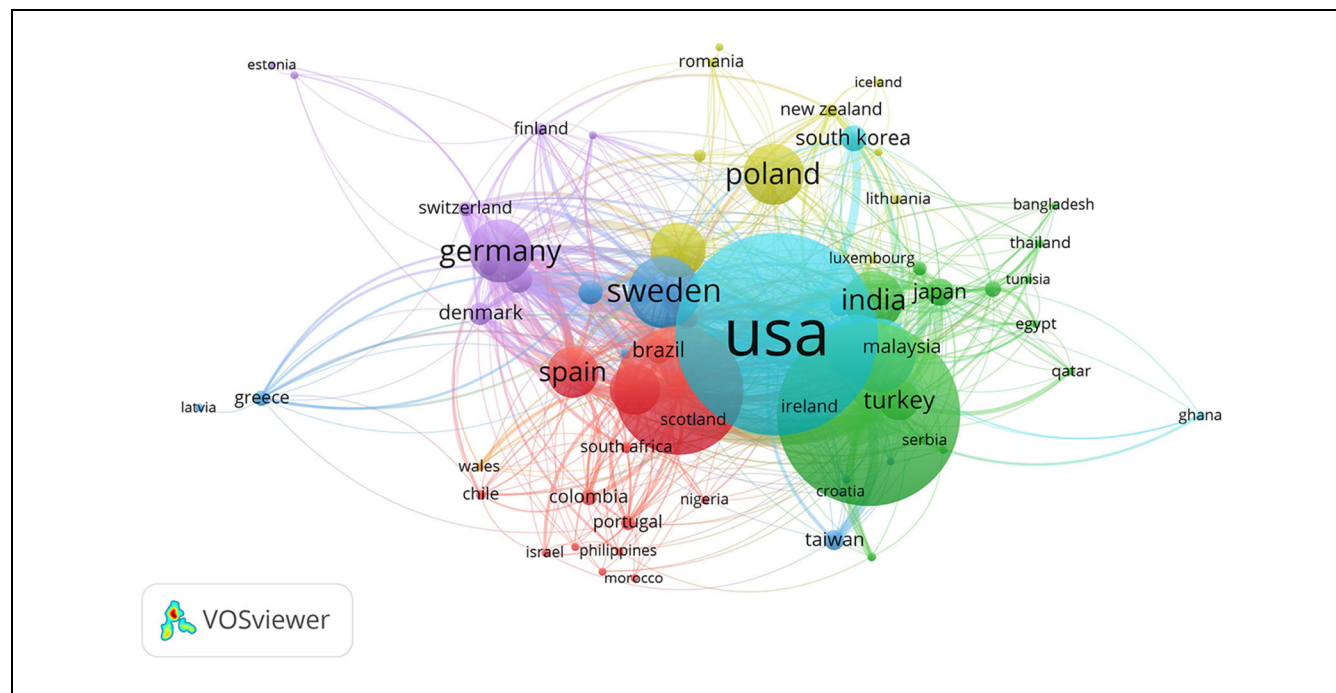 romania
estonia
iceland
new zealand
finland
south korea
poland
lithuania
bangladesh
switzerland
thailand
germany
luxembourg
tunisia
sweden
india
japan
denmark
egypt
usa
brazil
malaysia
spain
qatar
greece
turkey
latvia
ireland
ghana
scotland
serbia
south africa
wales
chile
colombia
nigeria
croatia
portugal
taiwan
israel
philippines
morocco
VOSviewer